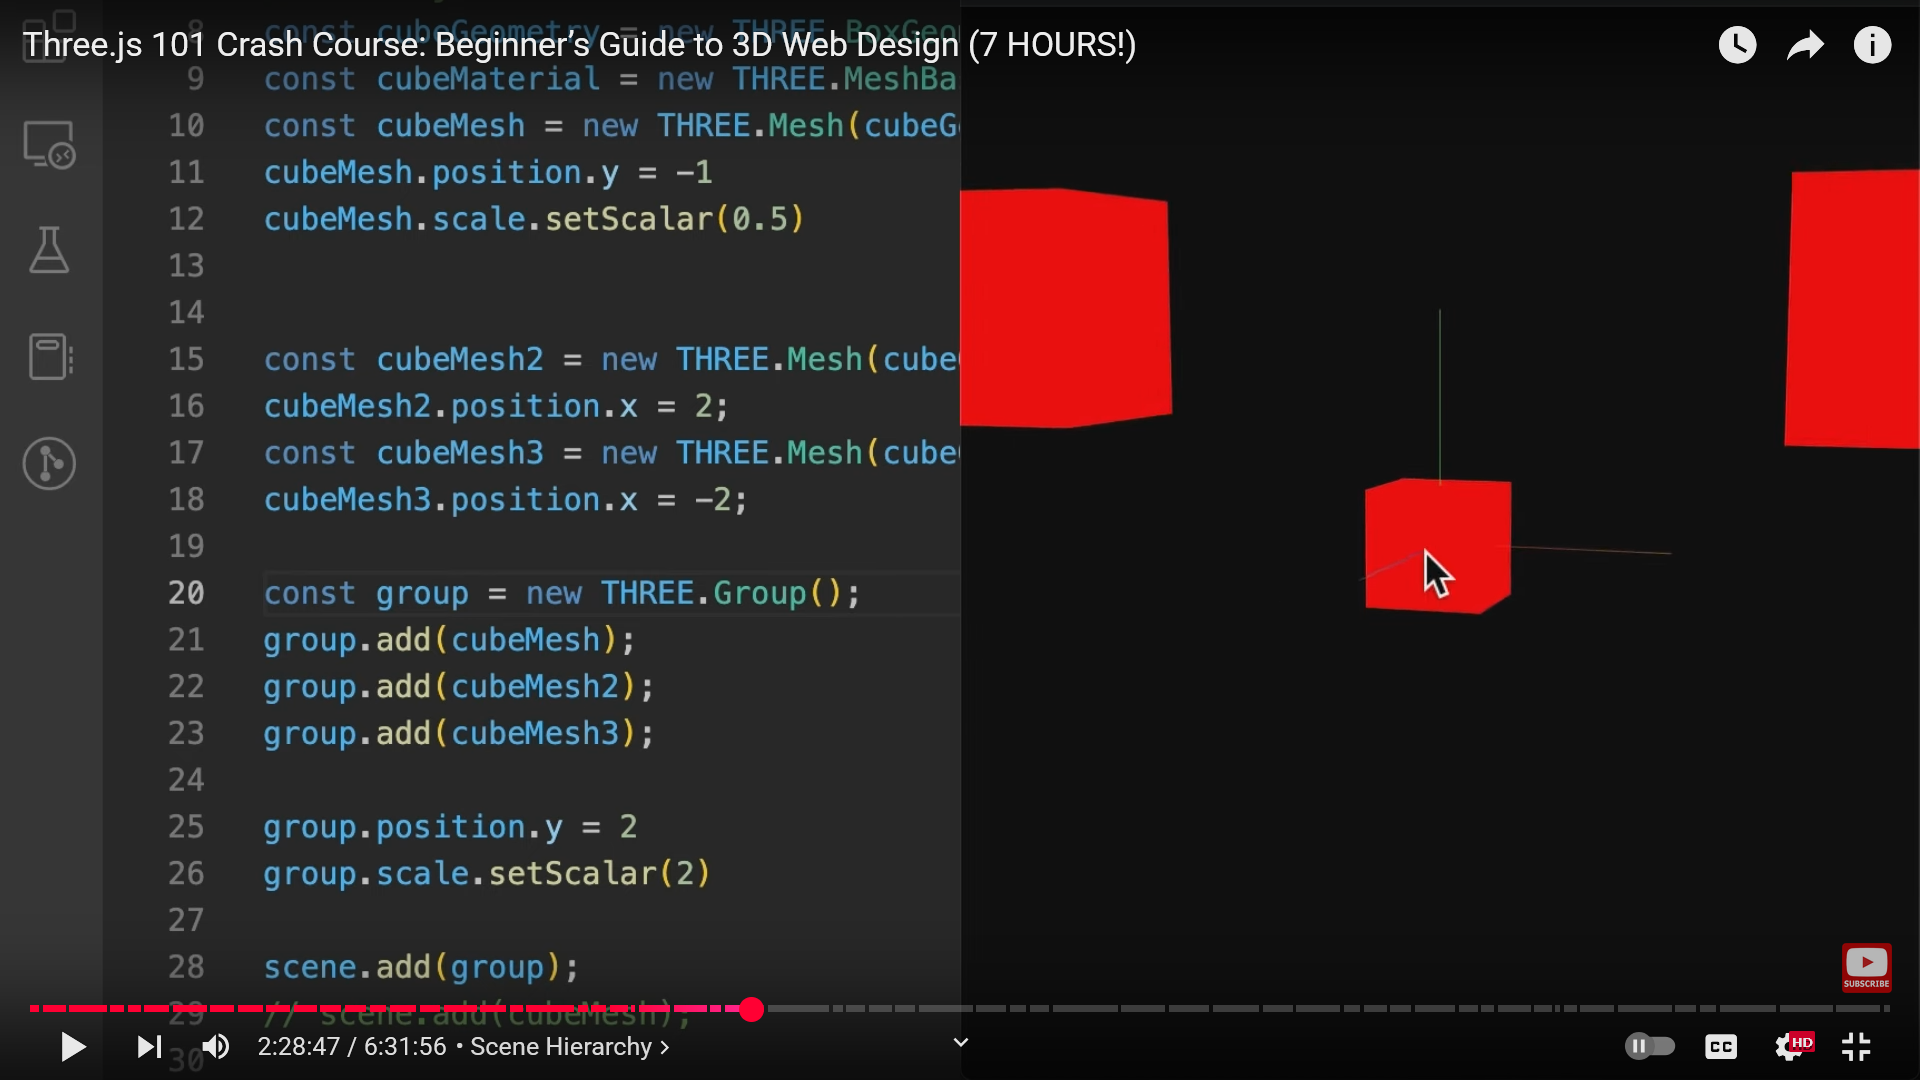 Three.js 101 Crash Course: Beginner’s Guide to 3D Web Design (7 HOURS!)
8 const cubeGeometry = new THREE.BoxGeo
9 const cubeMaterial = new THREE.MeshBa
10 const cubeMesh = new THREE.Mesh(cubeG
11 cubeMesh.position.y = -1
12 cubeMesh.scale.setScalar(0.5)
13
14
15 const cubeMesh2 = new THREE.Mesh(cube
16 cubeMesh2.position.x = 2;
17 const cubeMesh3 = new THREE.Mesh(cube
18 cubeMesh3.position.x = -2;
19
20 const group = new THREE.Group();
21 group.add(cubeMesh);
22 group.add(cubeMesh2);
23 group.add(cubeMesh3);
24
25 group.position.y = 2
26 group.scale.setScalar(2)
27
28 scene.add(group);
29 // scene.add(cubeMesh);
30
SUBSCRIBE
2:28:47 / 6:31:56 • Scene Hierarchy >
CC
HD